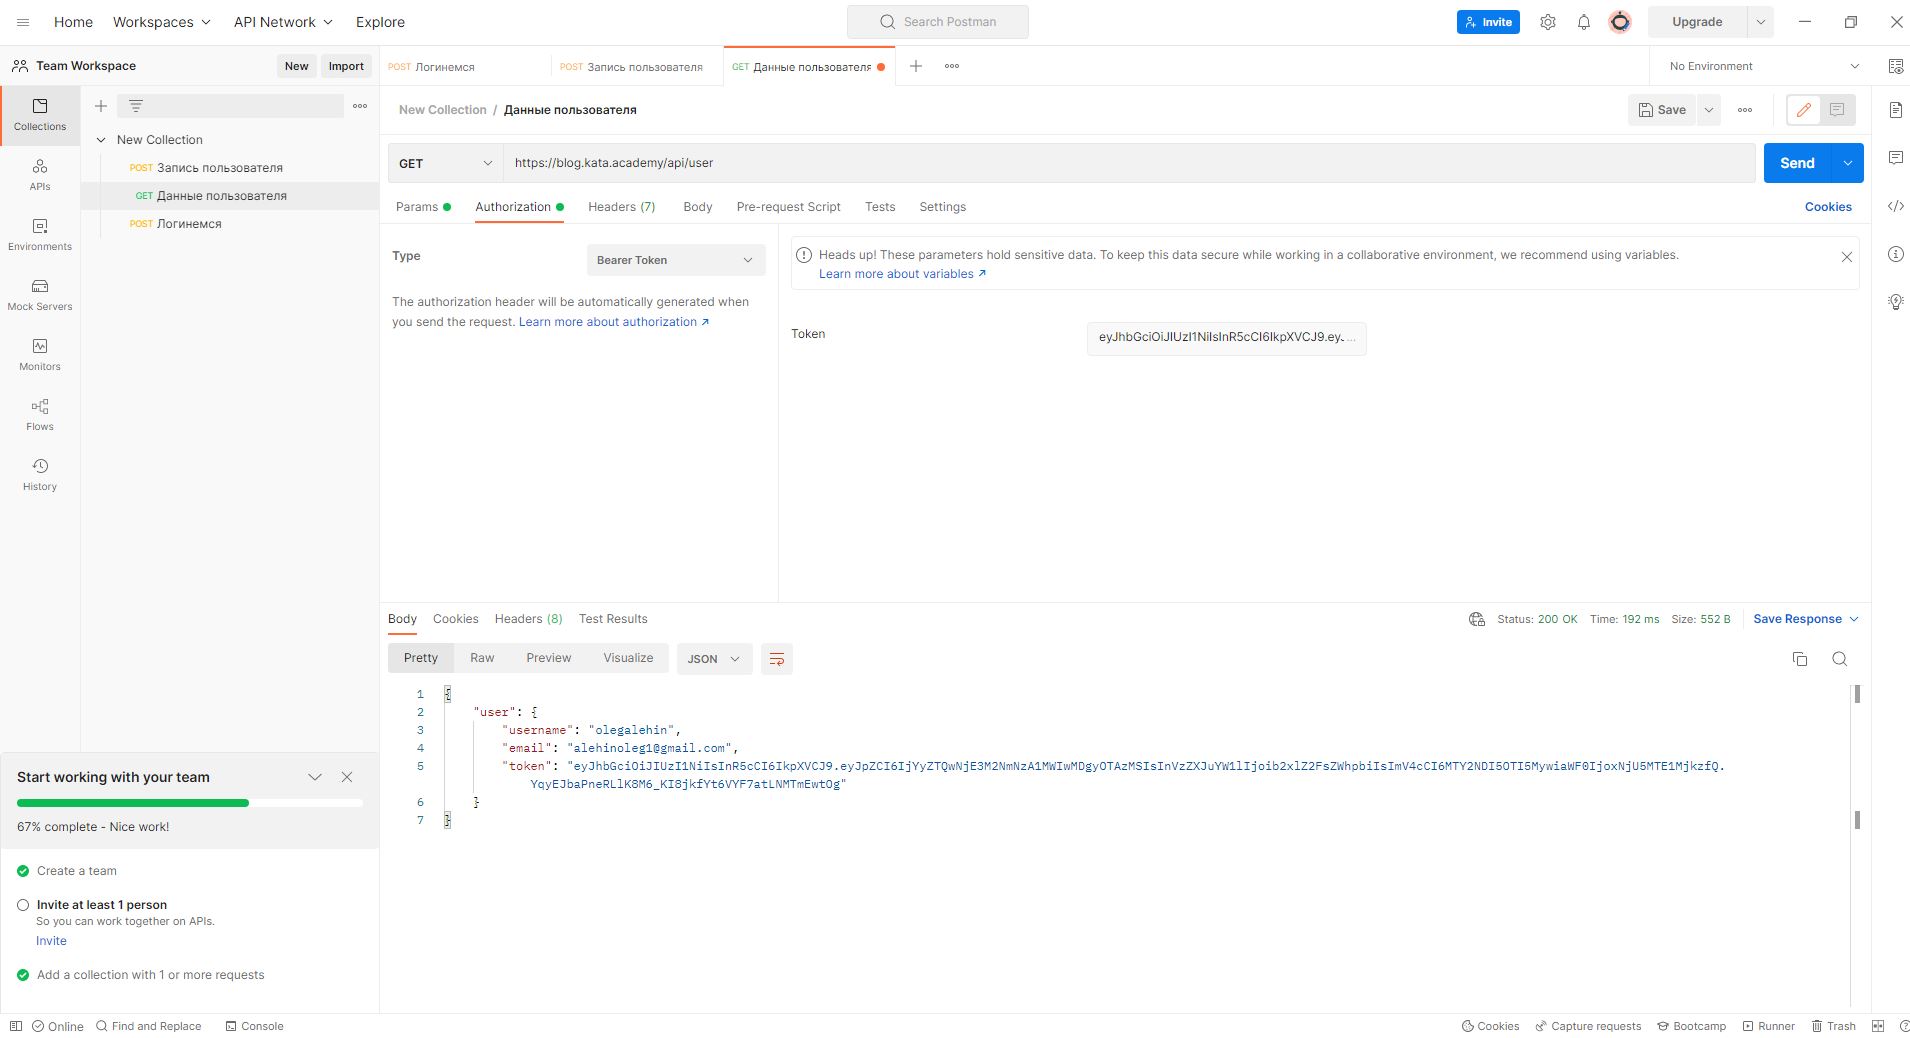 Home Workspaces API Network Explore Search Postman Invite Upgrade
Team Workspace New Import POST Логинемся POST Запись пользователя GET Данные пользователя No Environment
Collections
APIs
Environments
Mock Servers
Monitors
Flows
History
New Collection
POST Запись пользователя
GET Данные пользователя
POST Логинемся
New Collection / Данные пользователя Save
GET https://blog.kata.academy/api/user Send
Params Authorization Headers (7) Body Pre-request Script Tests Settings Cookies
Type Bearer Token
The authorization header will be automatically generated when
you send the request. Learn more about authorization ↗
Heads up! These parameters hold sensitive data. To keep this data secure while working in a collaborative environment, we recommend using variables.
Learn more about variables ↗
Token eyJhbGciOiJIUzI1NiIsInR5cCI6IkpXVCJ9.eyJ...
Body Cookies Headers (8) Test Results Status: 200 OK Time: 192 ms Size: 552 B Save Response
Pretty Raw Preview Visualize JSON
1 {
2 "user": {
3 "username": "olegalehin",
4 "email": "alehinoleg1@gmail.com",
5 "token":
6 }
7 }
Start working with your team
67% complete - Nice work!
Create a team
Invite at least 1 person
So you can work together on APIs.
Invite
Add a collection with 1 or more requests
Online Find and Replace Console Cookies Capture requests Bootcamp Runner Trash